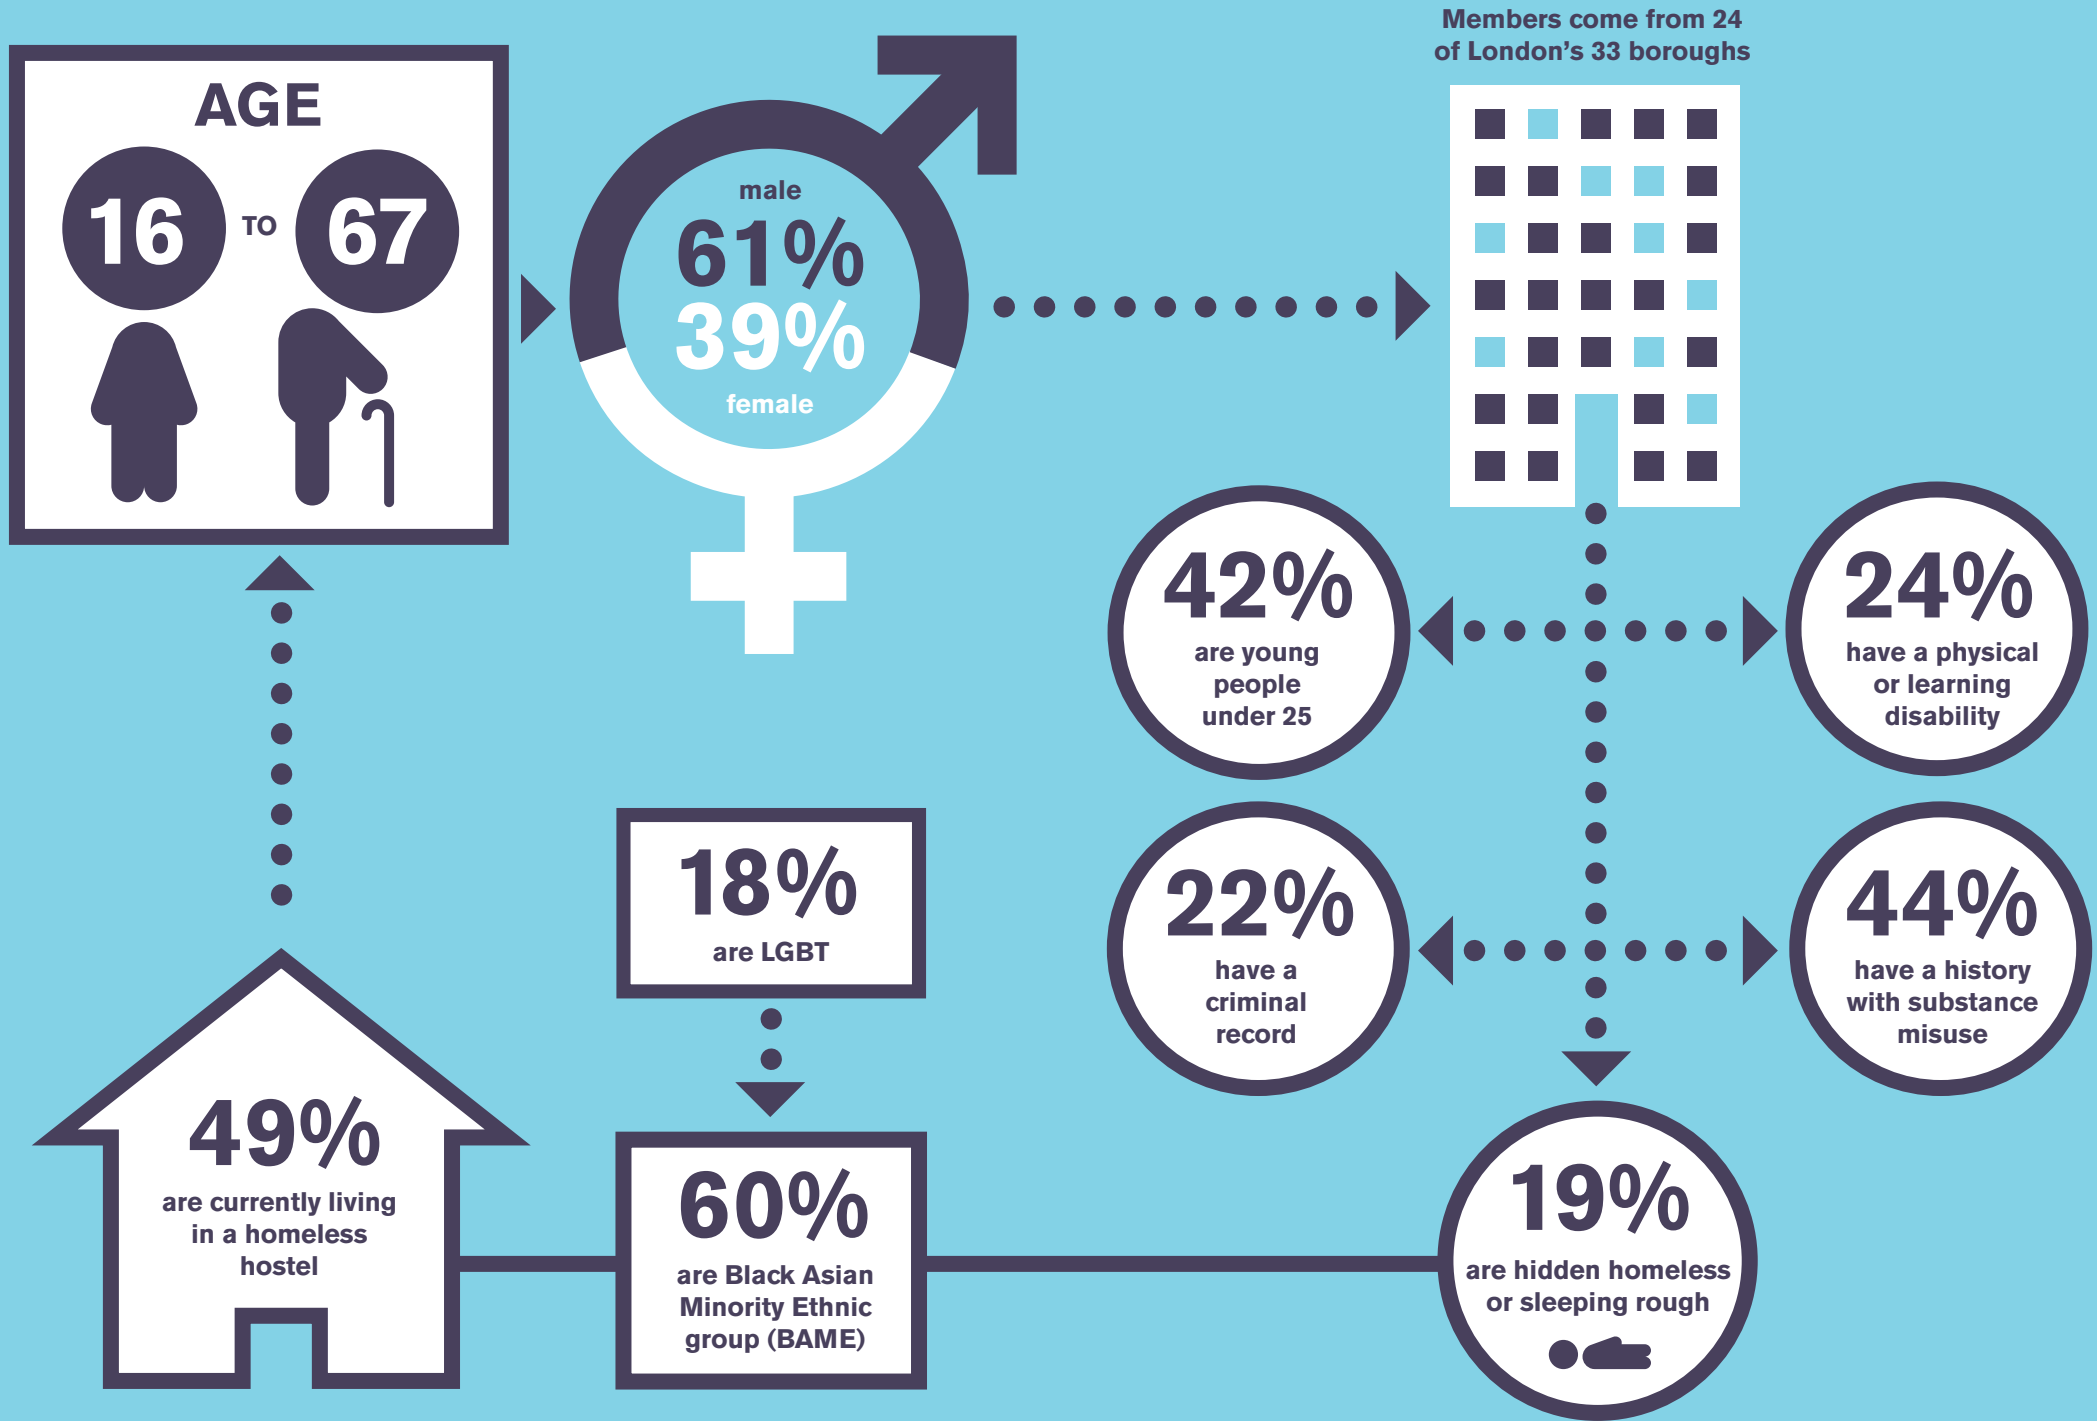 AGE
16 TO 67
male
61%
39%
female
Members come from 24
of London’s 33 boroughs
42%
are young
people
under 25
24%
have a physical
or learning
disability
22%
have a
criminal
record
44%
have a history
with substance
misuse
19%
are hidden homeless
or sleeping rough
18%
are LGBT
60%
are Black Asian
Minority Ethnic
group (BAME)
49%
are currently living
in a homeless
hostel